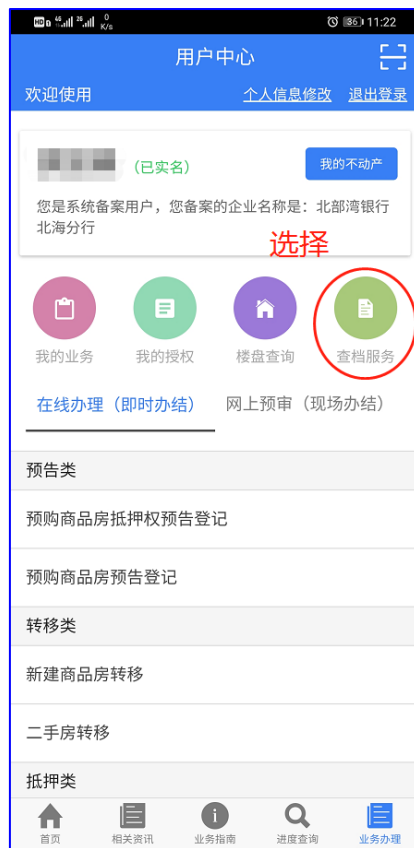 HD 46 26 0 K/s 36 11:22
用户中心
欢迎使用 个人信息修改 退出登录
(已实名) 我的不动产
您是系统备案用户，您备案的企业名称是：北部湾银行
北海分行
选择
我的业务 我的授权 楼盘查询 查档服务
在线办理（即时办结） 网上预审（现场办结）
预告类
预购商品房抵押权预告登记
预购商品房预告登记
转移类
新建商品房转移
二手房转移
抵押类
首页 相关资讯 业务指南 进度查询 业务办理